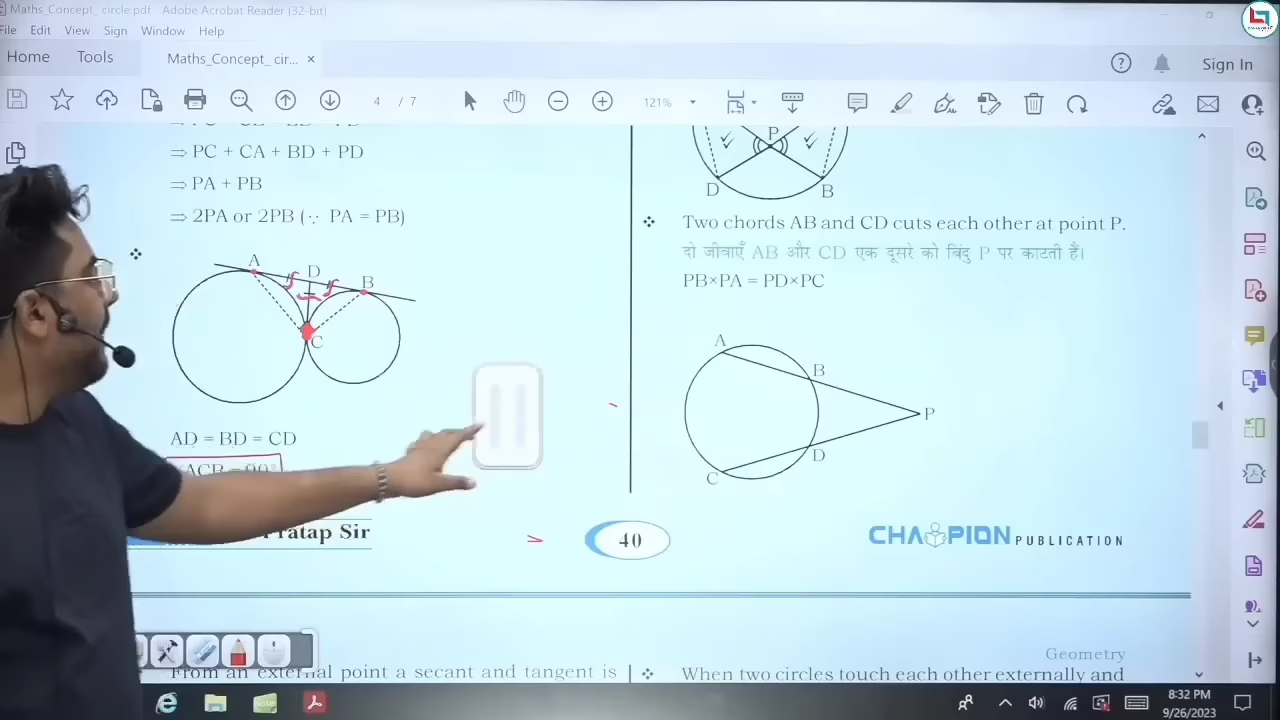 Maths_Concept_ circle.pdf - Adobe Acrobat Reader (32-bit)
File Edit View Sign Window Help
Home Tools Maths_Concept_ cir... × Sign In
4 / 7 121%
⇒ PC + CA + BD + PD
⇒ PA + PB
⇒ 2PA or 2PB (∵ PA = PB)
A D B
C
AD = BD = CD
Pratap Sir
P
D B
Two chords AB and CD cuts each other at point P.
दो जीवाएँ AB और CD एक दूसरे को बिंदु P पर काटती हैं।
PB×PA = PD×PC
A
B
P
D
C
40
CHAMPION PUBLICATION
Geometry
From an external point a secant and tangent is
When two circles touch each other externally and
8:32 PM
9/26/2023